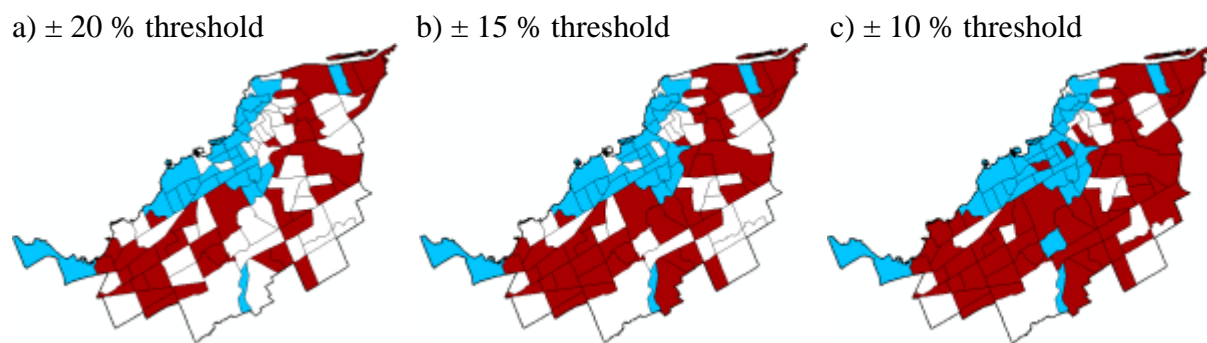 a) ± 20 % threshold
b) ± 15 % threshold
c) ± 10 % threshold